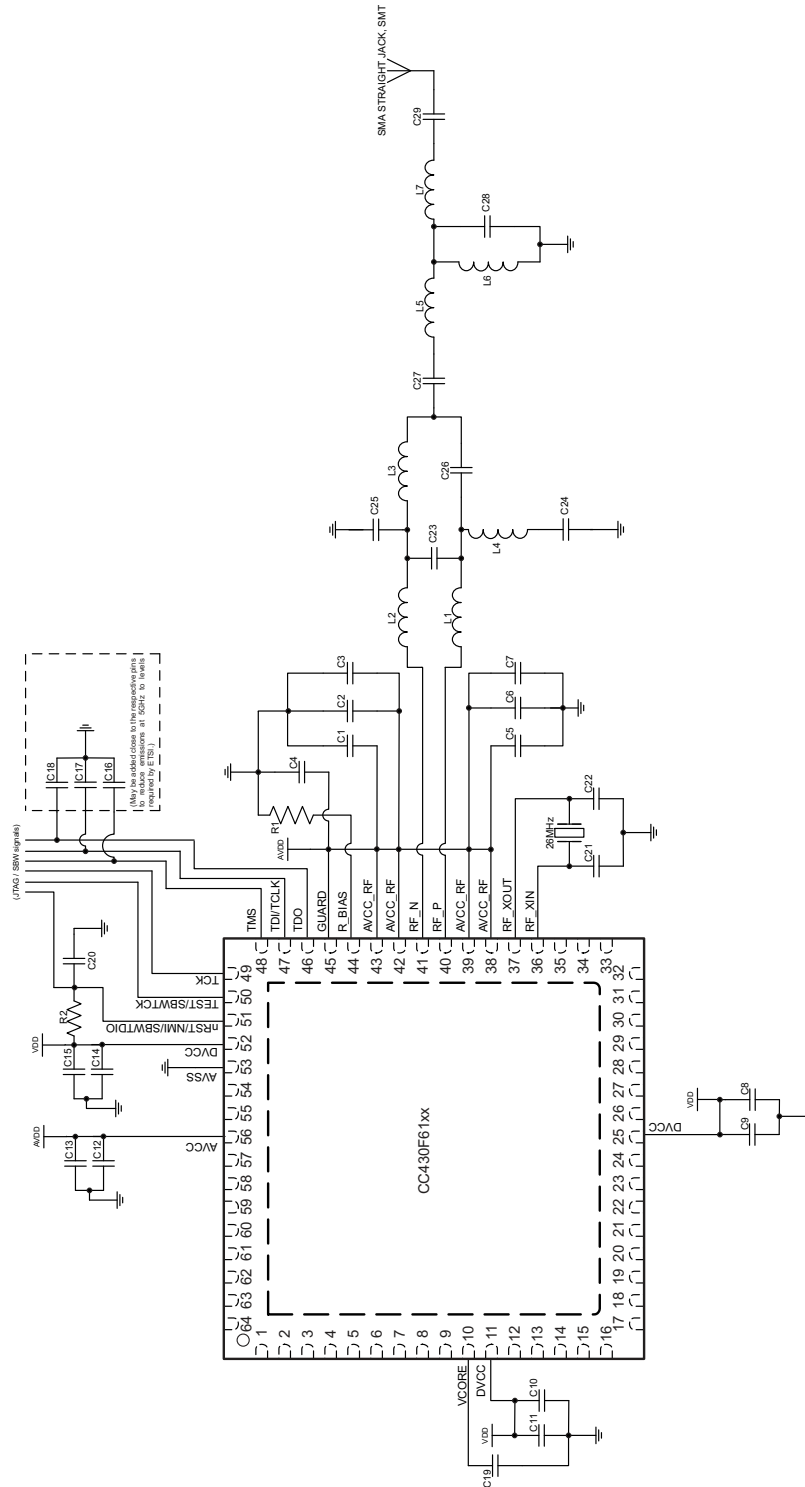 SMA STRAIGHT JACK, SMT
C29
L7
C28
L6
L5
C27
L3
C26
C25
C23
C24
L4
L2
L1
(May be added close to the respective pins
to reduce emissions at 5GHz to levels
required by ETSI.)
C18
C17
C16
(JTAG / SBW signals)
C3
C2
C1
C4
R1
AVDD
C7
C6
C5
C22
26MHz
C21
TMS
TDI/TCLK
TDO
GUARD
R_BIAS
AVCC_RF
AVCC_RF
RF_N
RF_P
AVCC_RF
AVCC_RF
RF_XOUT
RF_XIN
48
47
46
45
44
43
42
41
40
39
38
37
36
35
34
33
C20
R2
VDD
C15
C14
AVDD
C13
C12
TCK
TEST/SBWTCK
nRST/NMI/SBWTDIO
DVCC
AVSS
AVCC
49
50
51
52
53
54
55
56
57
58
59
60
61
62
63
64
CC430F61xx
32
31
30
29
28
27
26
25
24
23
22
21
20
19
18
17
DVCC
VDD
C8
C9
1
2
3
4
5
6
7
8
9
10
11
12
13
14
15
16
VCORE
DVCC
VDD
C10
C11
C19